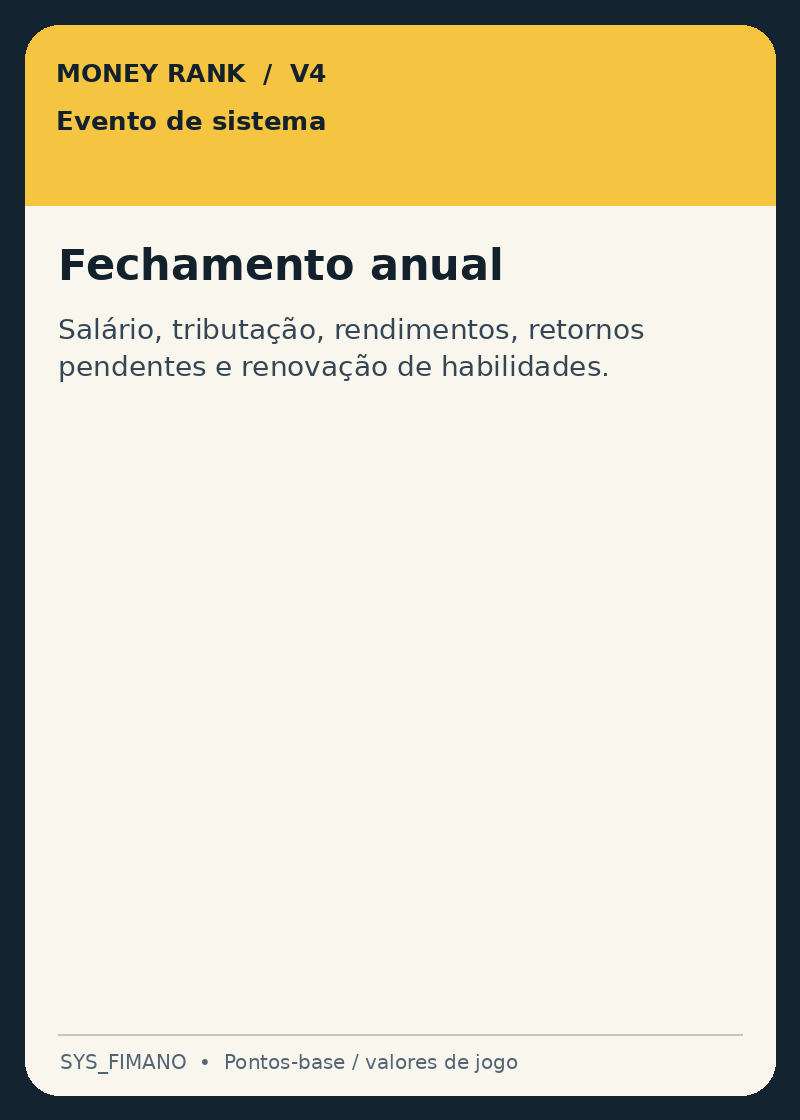 MONEY RANK / V4
Evento de sistema
Fechamento anual
Salário, tributação, rendimentos, retornos
pendentes e renovação de habilidades.
SYS_FIMANO • Pontos-base / valores de jogo